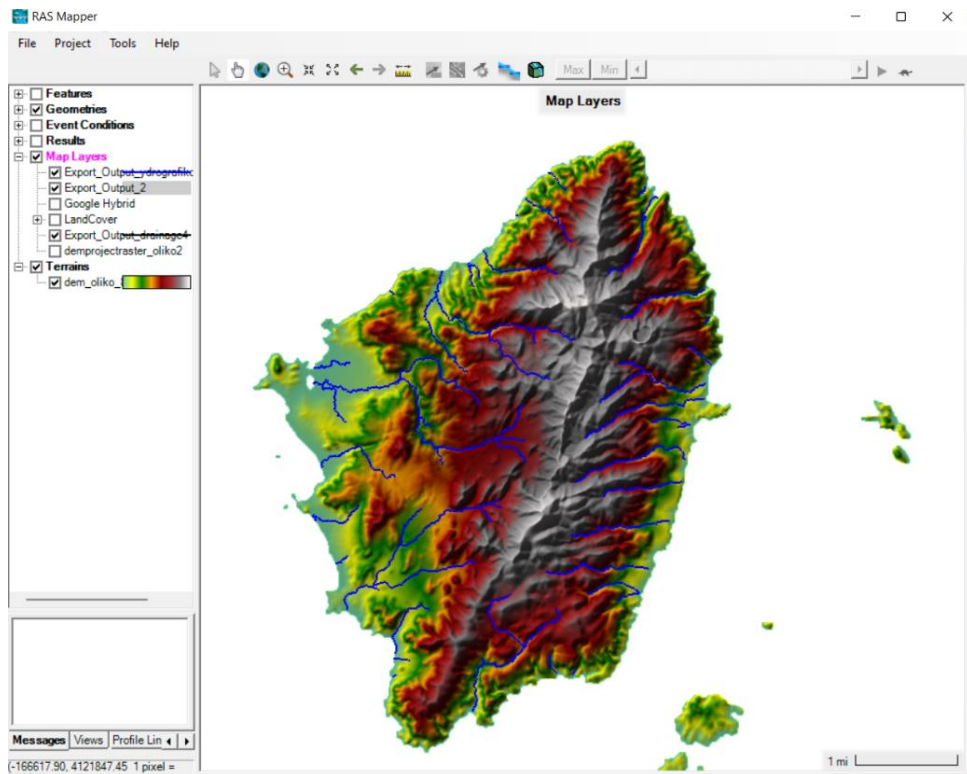 RAS Mapper
File Project Tools Help
Max Min
Features
Geometries
Event Conditions
Results
Map Layers
Export_Output_ydrografiko
Export_Output_2
Google Hybrid
LandCover
Export_Output_drainage4
demprojectraster_oliko2
Terrains
dem_oliko_
Map Layers
Messages Views Profile Lin
(-166617.90, 4121847.45 1 pixel =
1 mi